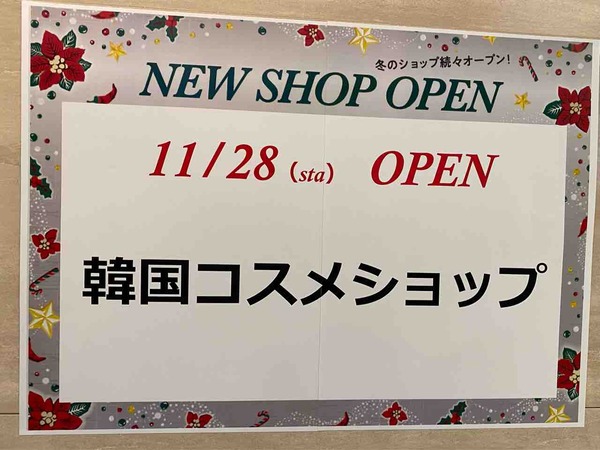 冬のショップ続々オープン!
NEW SHOP OPEN
11/28 (sta) OPEN
韓国コスメショップ